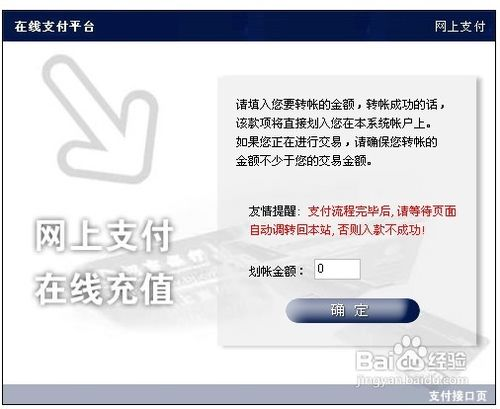 在线支付平台
网上支付
请填入您要转帐的金额，转帐成功的话，
该款项将直接划入您在本系统帐户上。
如果您正在进行交易，请确保您转帐的
金额不少于您的交易金额。
友情提醒：支付流程完毕后,请等待页面
自动调转回本站,否则入款不成功!
网上支付
在线充值
划帐金额：0
确 定
Baidu经验
jingyan.baidu.com
支付接口页